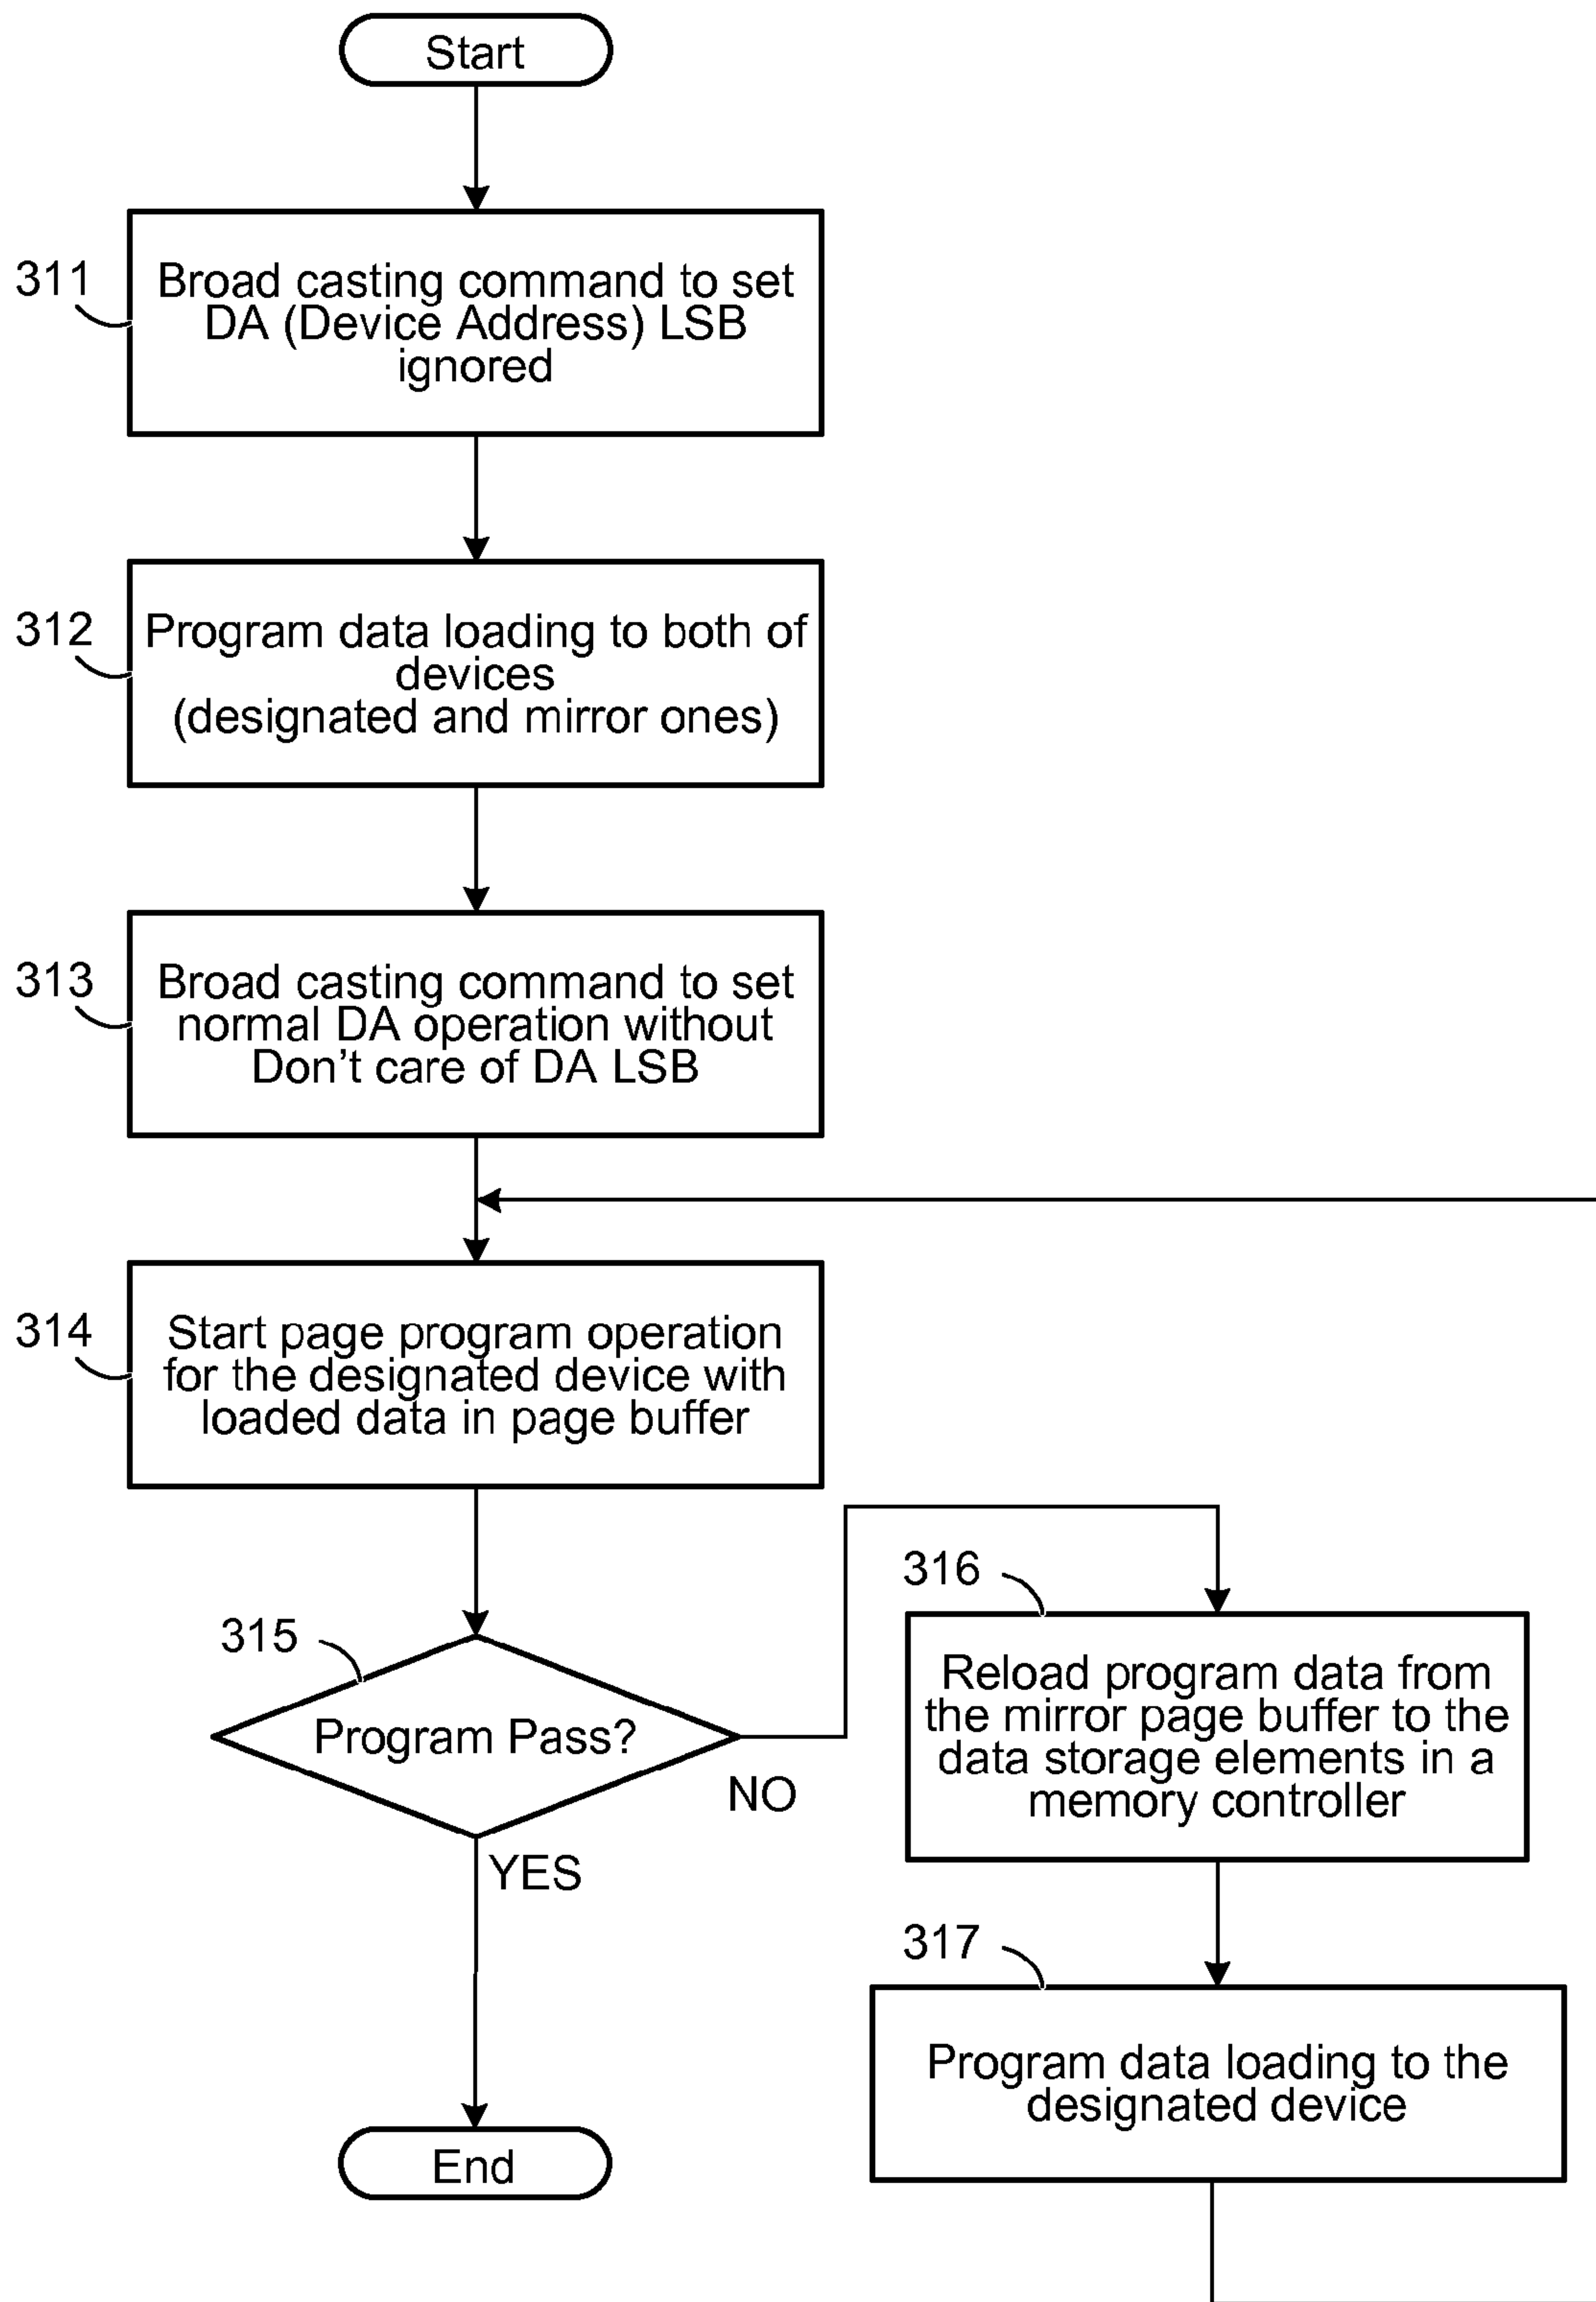 Start
311
Broad casting command to set
DA (Device Address) LSB
ignored
312
Program data loading to both of
devices
(designated and mirror ones)
313
Broad casting command to set
normal DA operation without
Don't care of DA LSB
314
Start page program operation
for the designated device with
loaded data in page buffer
315
Program Pass?
NO
YES
316
Reload program data from
the mirror page buffer to the
data storage elements in a
memory controller
317
Program data loading to the
designated device
End